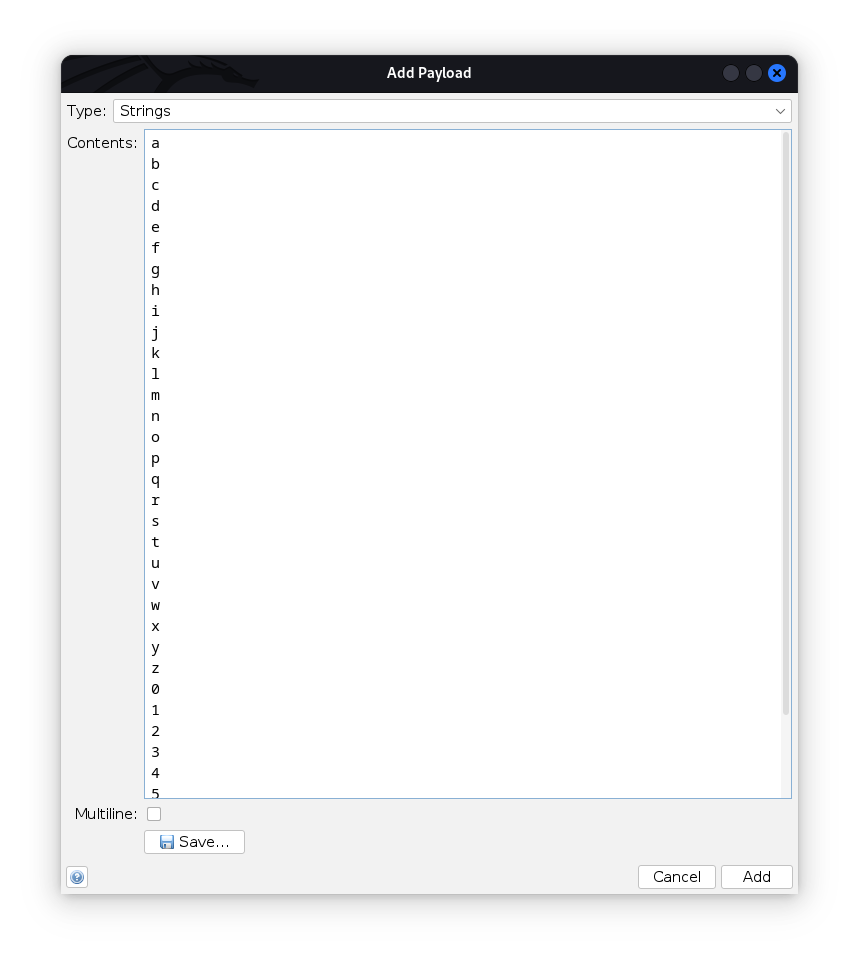 Add Payload
Type: Strings
Contents: a
b
c
d
e
f
g
h
i
j
k
l
m
n
o
p
q
r
s
t
u
v
w
x
y
z
0
1
2
3
4
5
Multiline:
Save...
Cancel Add